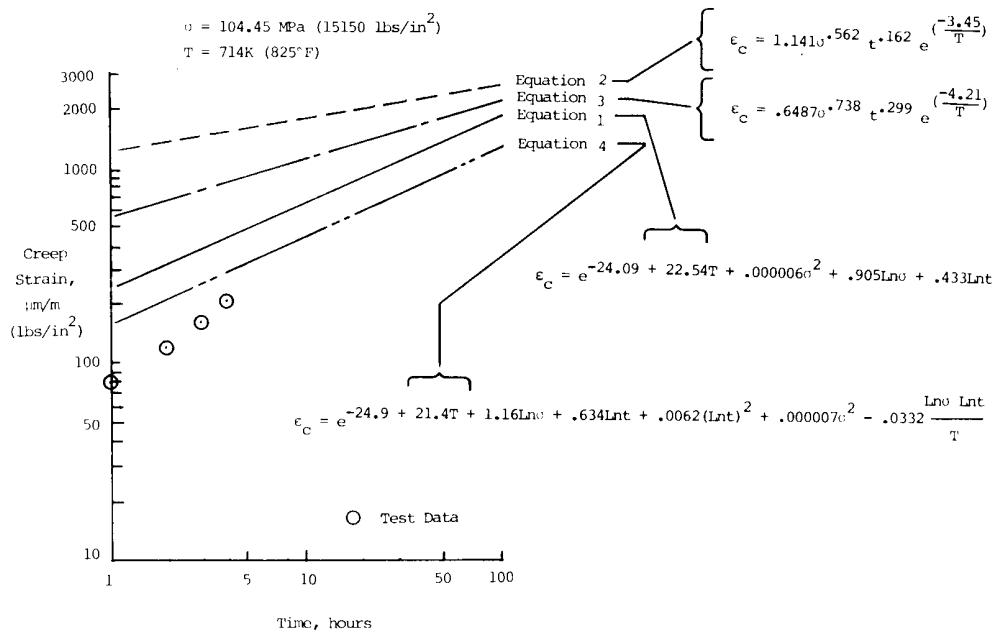 σ = 104.45 MPa (15150 lbs/in²)
T = 714K (825°F)
ε_c = 1.141σ^.562 t^.162 e^(-3.45/T)
ε_c = .6487σ^.738 t^.299 e^(-4.21/T)
Equation 2
Equation 3
Equation 1
Equation 4
3000
2000
1000
500
100
50
10
Creep
Strain,
μm/m
(lbs/in²)
ε_c = e^-24.09 + 22.54T + .000006σ² + .905Lnσ + .433Lnt
ε_c = e^-24.9 + 21.4T + 1.16Lnσ + .634Lnt + .0062(Lnt)² + .000007σ² - .0332 Lnσ Lnt/T
Test Data
1
5
10
50
100
Time, hours